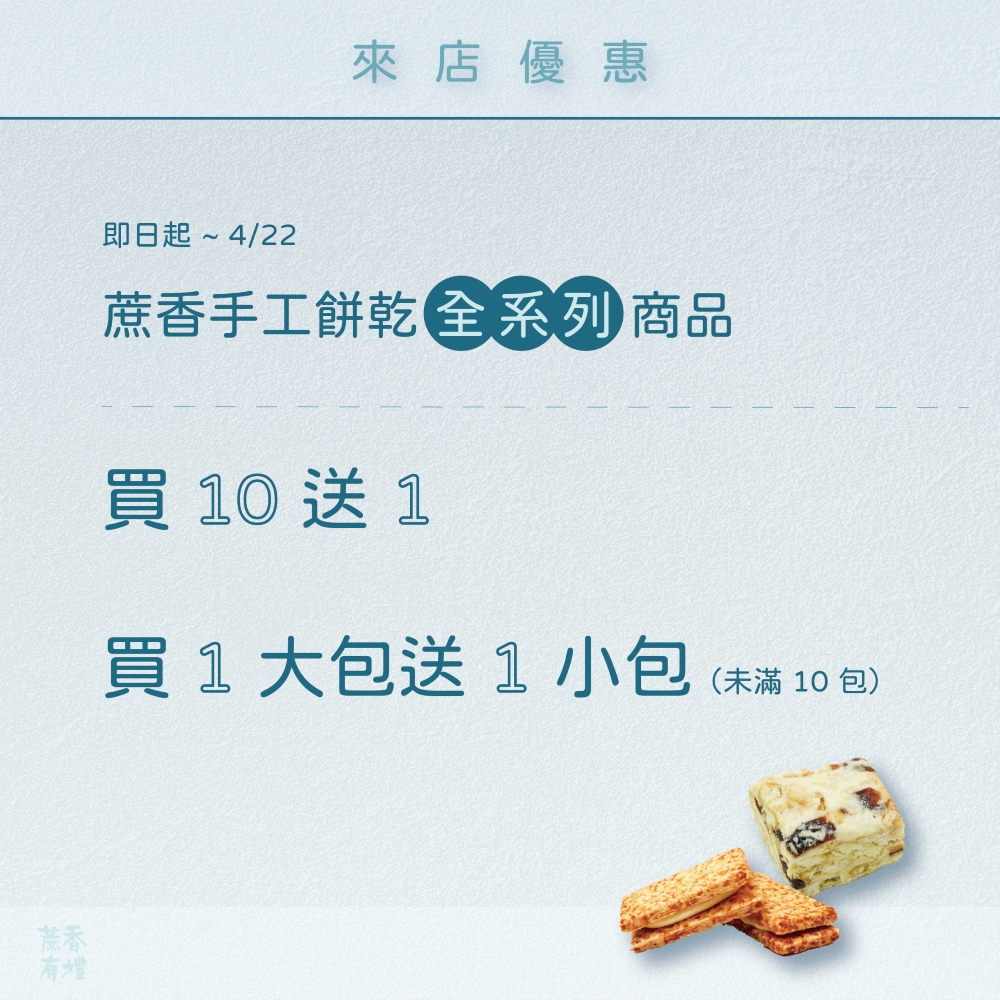 來店優惠
即日起 ~ 4/22
蔗香手工餅乾全系列商品
買 10 送 1
買 1 大包送 1 小包 (未滿 10 包)
蔗香
有禮